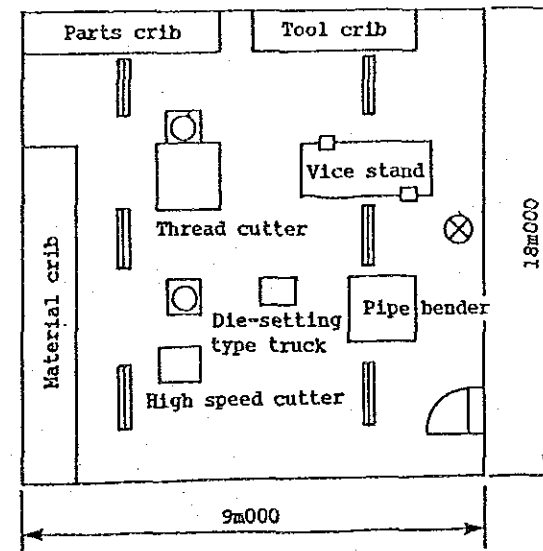 Parts crib
Tool crib
Vice stand
Thread cutter
Material crib
18m000
Die-setting
type truck
Pipe bender
High speed cutter
9m000